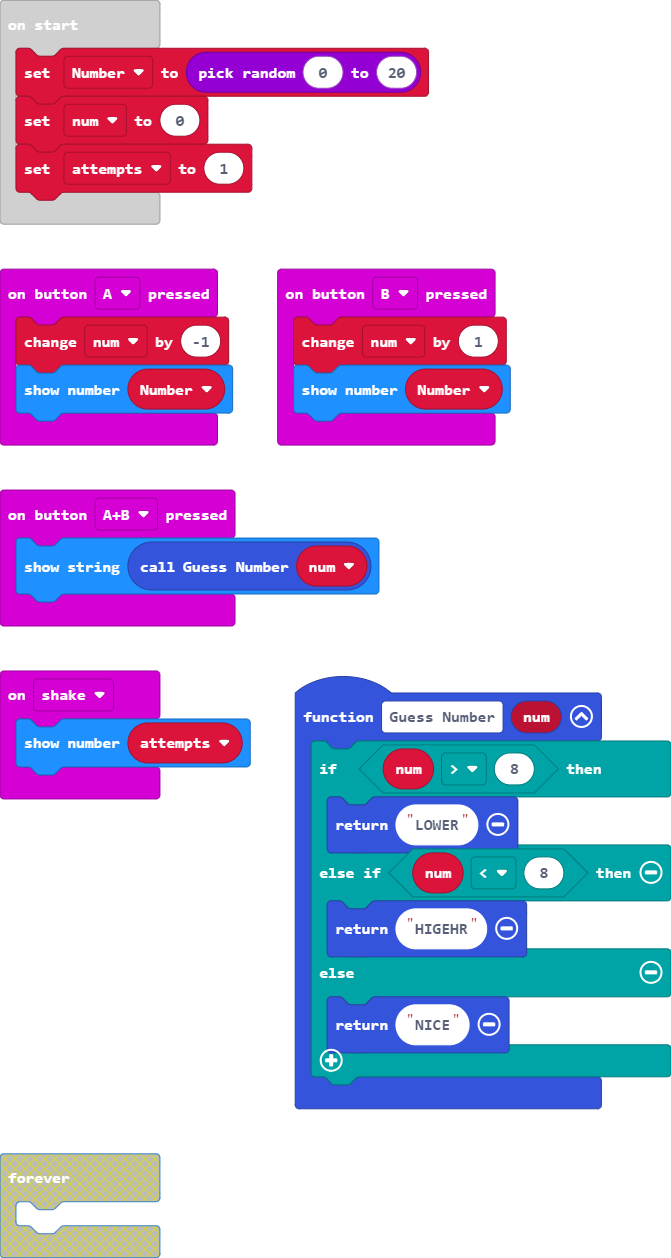 on start
set Number to pick random 0 to 20
set num to 0
set attempts to 1
on button A pressed
change num by -1
show number Number
on button B pressed
change num by 1
show number Number
on button A+B pressed
show string call Guess Number num
on shake
show number attempts
function Guess Number num
if num > 8 then
return "LOWER"
else if num < 8 then
return "HIGEHR"
else
return "NICE"
forever